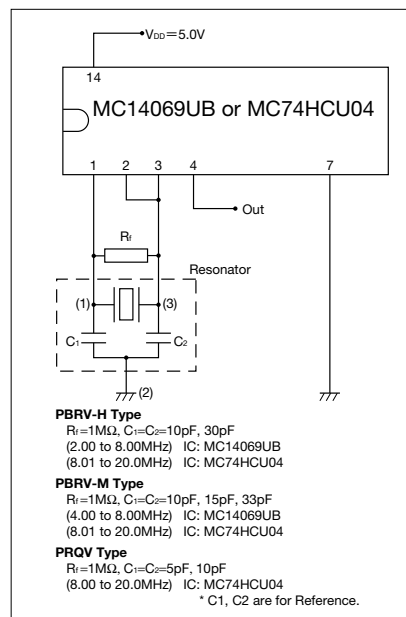 VDD=5.0V
14
MC14069UB or MC74HCU04
1 2 3 4 7
Out
Rf
Resonator
(1) (3)
C1 C2
(2)
PBRV-H Type
Rf=1MΩ, C1=C2=10pF, 30pF
(2.00 to 8.00MHz) IC: MC14069UB
(8.01 to 20.0MHz) IC: MC74HCU04
PBRV-M Type
Rf=1MΩ, C1=C2=10pF, 15pF, 33pF
(4.00 to 8.00MHz) IC: MC14069UB
(8.01 to 20.0MHz) IC: MC74HCU04
PRQV Type
Rf=1MΩ, C1=C2=5pF, 10pF
(8.00 to 20.0MHz) IC: MC74HCU04
* C1, C2 are for Reference.